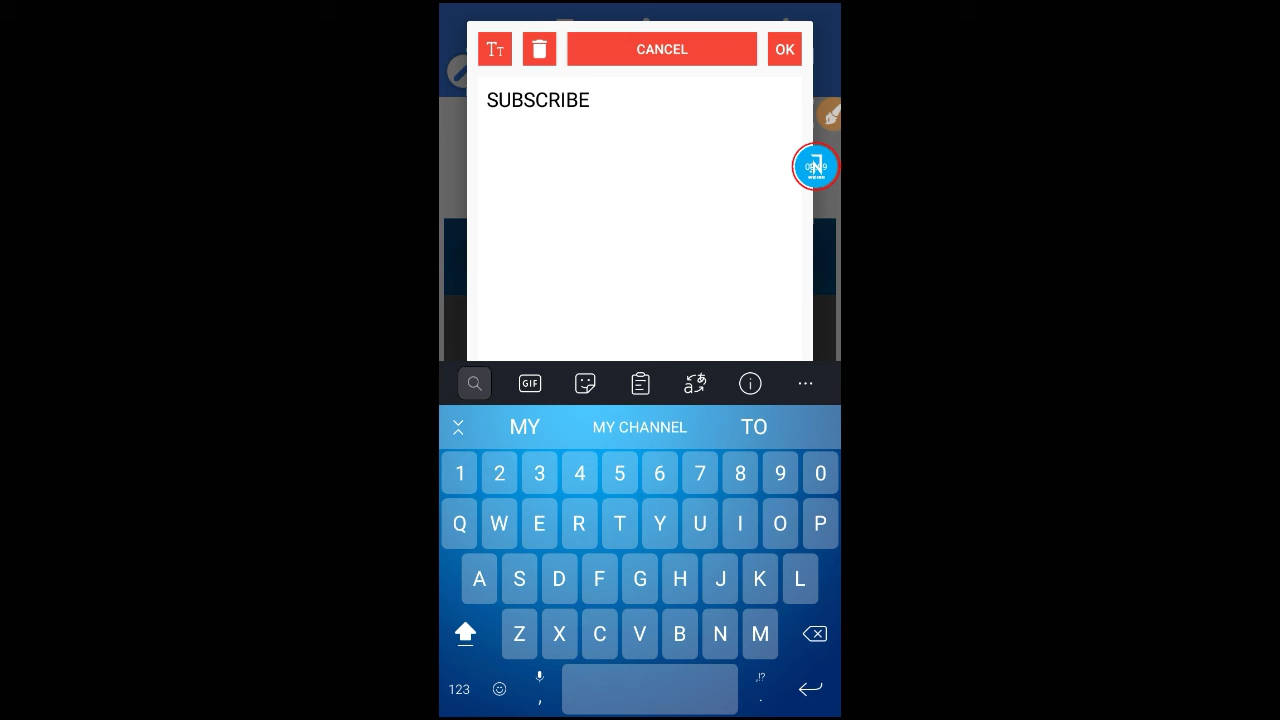 Tт CANCEL OK
SUBSCRIBE
GIF
MY MY CHANNEL TO
1 2 3 4 5 6 7 8 9 0
Q W E R T Y U I O P
A S D F G H J K L
Z X C V B N M
123 , ,!? .